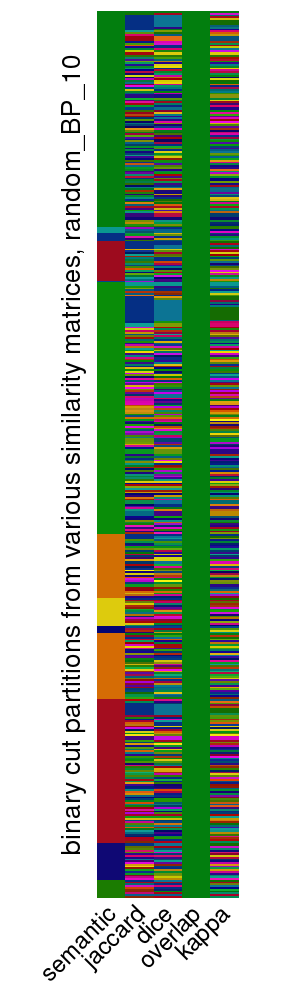 binary cut partitions from various similarity matrices, random_BP_10
semantic
jaccard
dice
overlap
kappa